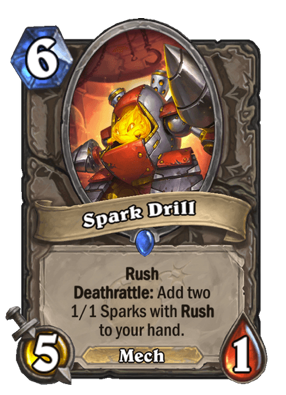 6
Spark Drill
Rush
Deathrattle: Add two
1/1 Sparks with Rush
to your hand.
5
Mech
1